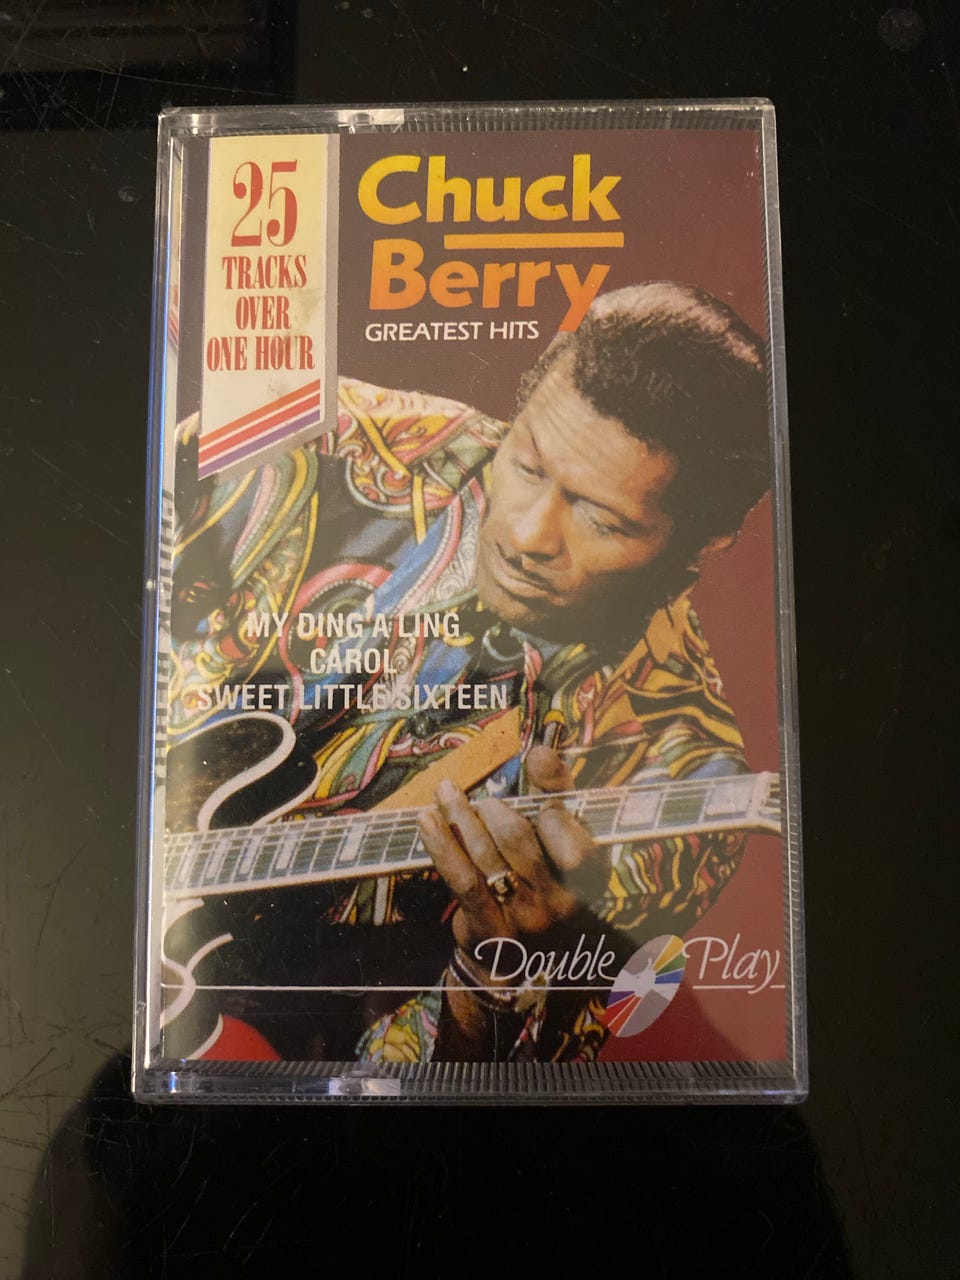 25
TRACKS
OVER
ONE HOUR
Chuck
Berry
GREATEST HITS
MY DING A LING
CAROL
SWEET LITTLE SIXTEEN
Double Play